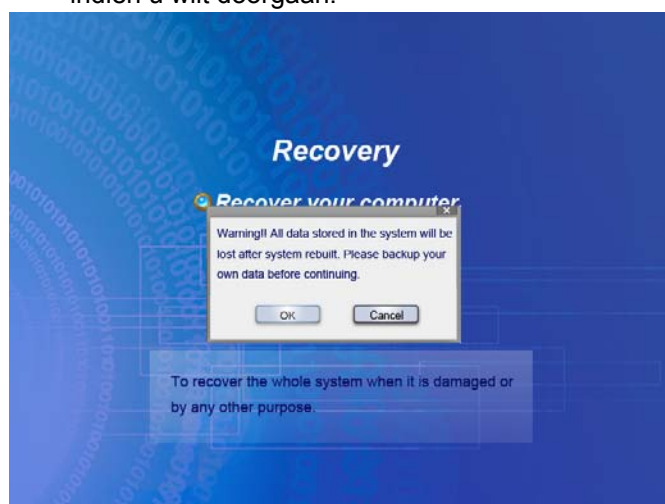 indien u wilt doorgaan.
Recovery
Recover your computer
Warning!! All data stored in the system will be
lost after system rebuilt. Please backup your
own data before continuing.
OK
Cancel
To recover the whole system when it is damaged or
by any other purpose.